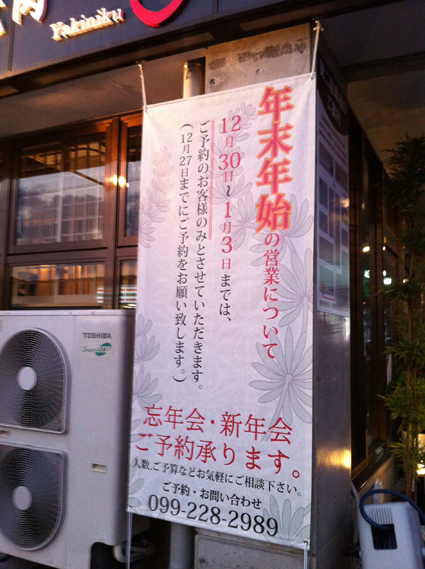 肉
Yakiniku
年末年始の営業について
12月30日～1月3日までは、
ご予約のお客様のみとさせていただきます。
(12月27日までにご予約をお願い致します。)
忘年会・新年会
ご予約承ります。
人数、ご予算などお気軽にご相談下さい。
ご予約・お問い合わせ
099-228-2989
TOSHIBA